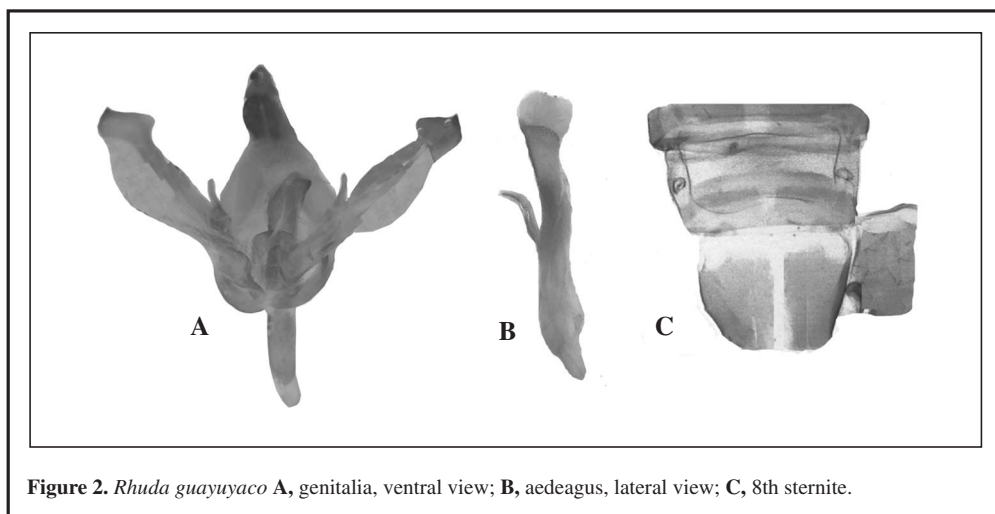 A
B
C
Figure 2. Rhuda guayuyaco A, genitalia, ventral view; B, aedeagus, lateral view; C, 8th sternite.